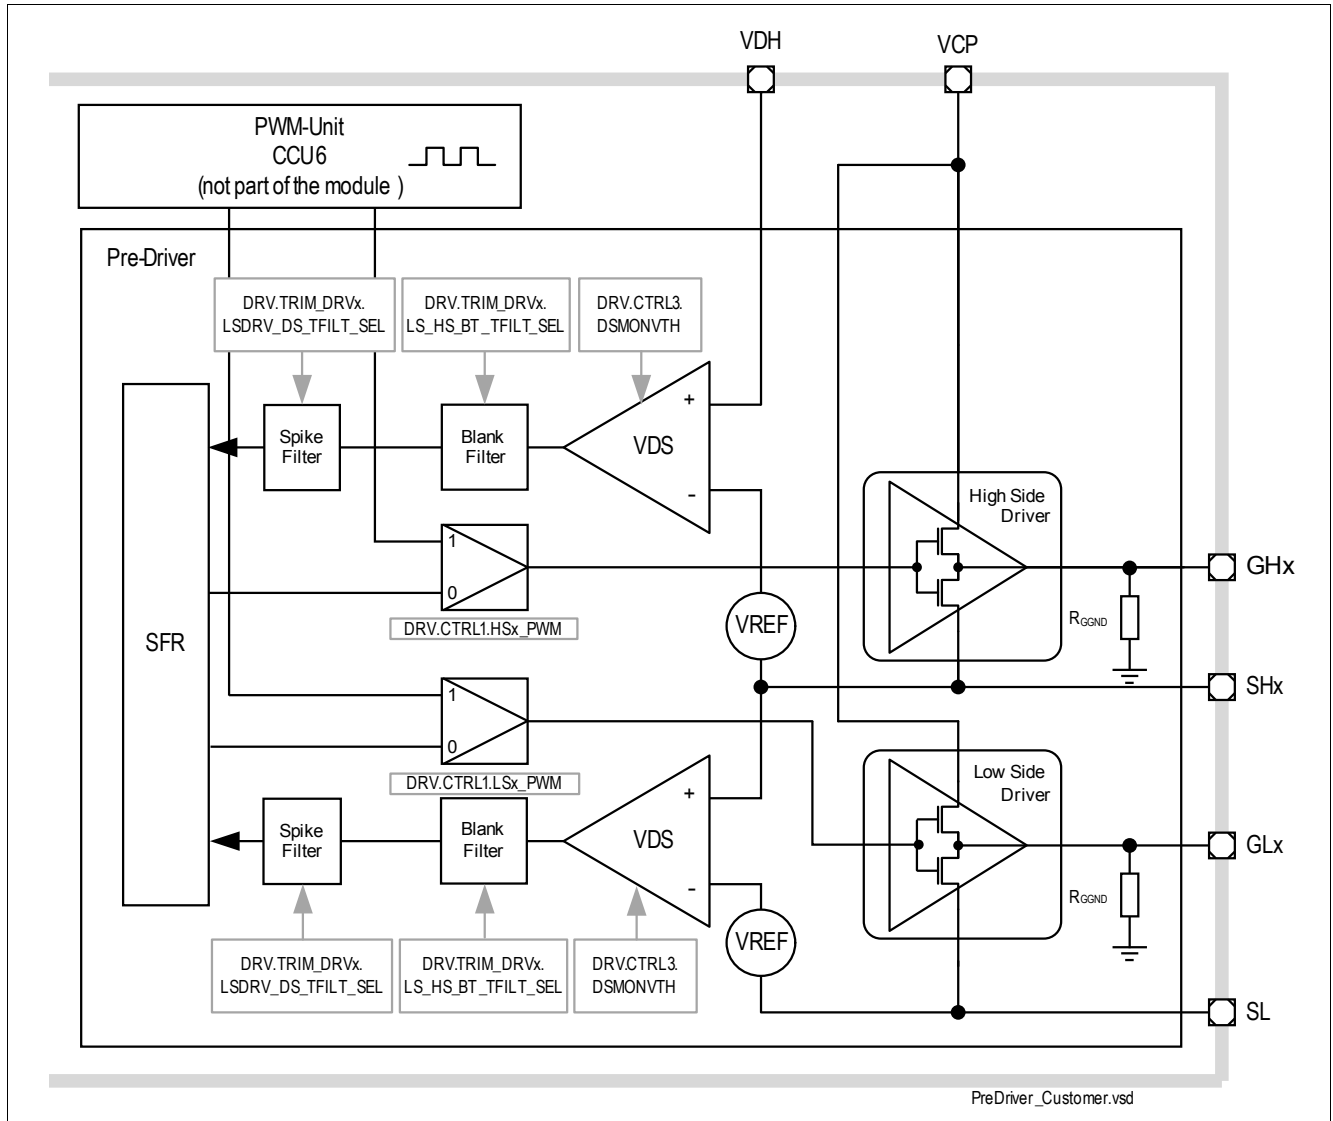 VDH
VCP
PWM-Unit
CCU6
(not part of the module )
Pre-Driver
DRV.TRIM_DRVx.
LSDRV_DS_TFILT_SEL
DRV.TRIM_DRVx.
LS_HS_BT_TFILT_SEL
DRV.CTRL3.
DSMONVTH
+
Spike
Filter
Blank
Filter
VDS
-
High Side
Driver
1
0
GHx
DRV.CTRL1.HSx_PWM
VREF
RGGND
SFR
SHx
1
0
DRV.CTRL1.LSx_PWM
Low Side
Driver
+
Spike
Filter
Blank
Filter
VDS
GLx
-
RGGND
VREF
DRV.TRIM_DRVx.
LSDRV_DS_TFILT_SEL
DRV.TRIM_DRVx.
LS_HS_BT_TFILT_SEL
DRV.CTRL3.
DSMONVTH
SL
PreDriver_Customer.vsd